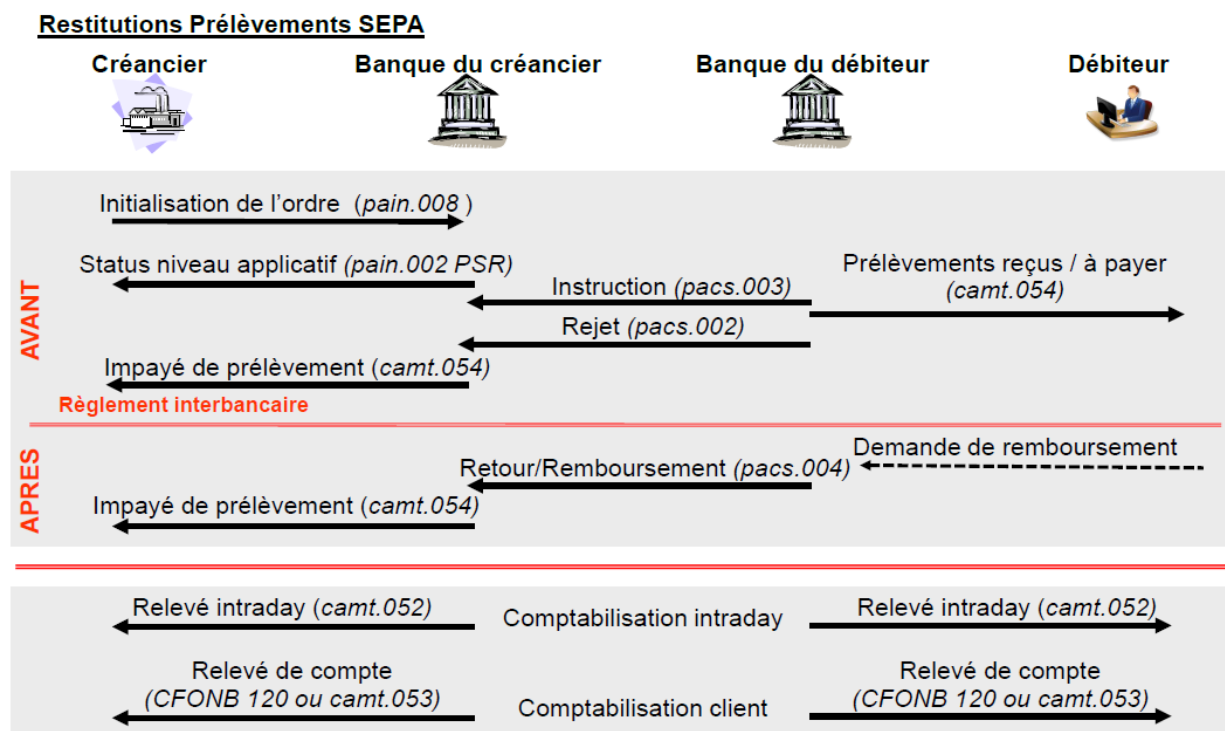 Restitutions Prélèvements SEPA
Créancier
Banque du créancier
Banque du débiteur
Débiteur
AVANT
Initialisation de l'ordre (pain.008 )
Status niveau applicatif (pain.002 PSR)
Prélèvements reçus / à payer
(camt.054)
Instruction (pacs.003)
Rejet (pacs.002)
Impayé de prélèvement (camt.054)
Règlement interbancaire
APRES
Demande de remboursement
Retour/Remboursement (pacs.004)
Impayé de prélèvement (camt.054)
Relevé intraday (camt.052)
Comptabilisation intraday
Relevé intraday (camt.052)
Relevé de compte
(CFONB 120 ou camt.053)
Comptabilisation client
Relevé de compte
(CFONB 120 ou camt.053)